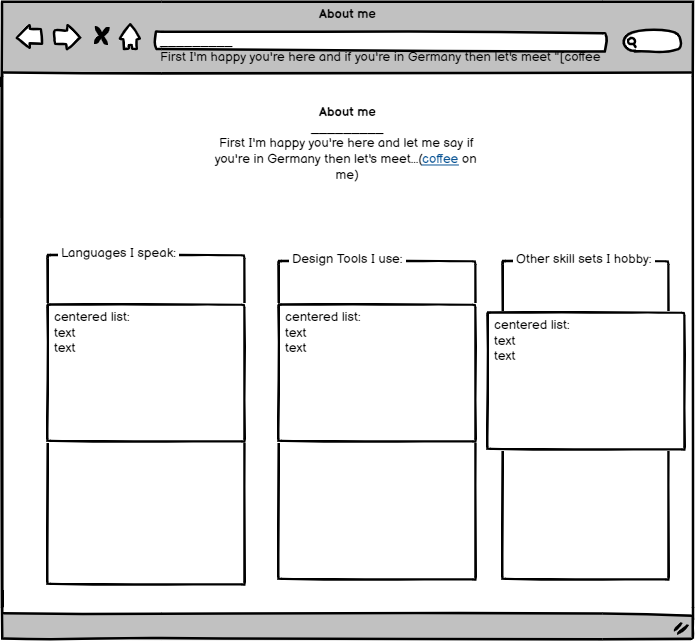 About me
_________
First I'm happy you're here and if you're in Germany then let's meet "[coffee
About me
_________
First I'm happy you're here and let me say if
you're in Germany then let's meet...(coffee on
me)
Languages I speak:
Design Tools I use:
Other skill sets I hobby:
centered list:
text
text
centered list:
text
text
centered list:
text
text